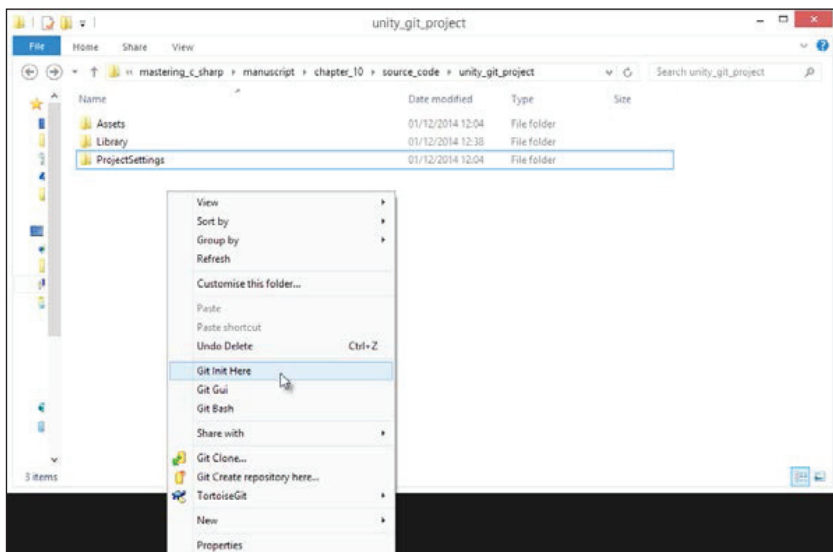 unity_git_project
File Home Share View
« mastering_c_sharp ▸ manuscript ▸ chapter_10 ▸ source_code ▸ unity_git_project
Search unity_git_project
Name Date modified Type Size
Assets 01/12/2014 12:04 File folder
Library 01/12/2014 12:38 File folder
ProjectSettings 01/12/2014 12:04 File folder
View
Sort by
Group by
Refresh
Customise this folder...
Paste
Paste shortcut
Undo Delete Ctrl+Z
Git Init Here
Git Gui
Git Bash
Share with
Git Clone...
Git Create repository here...
TortoiseGit
New
Properties
3 items